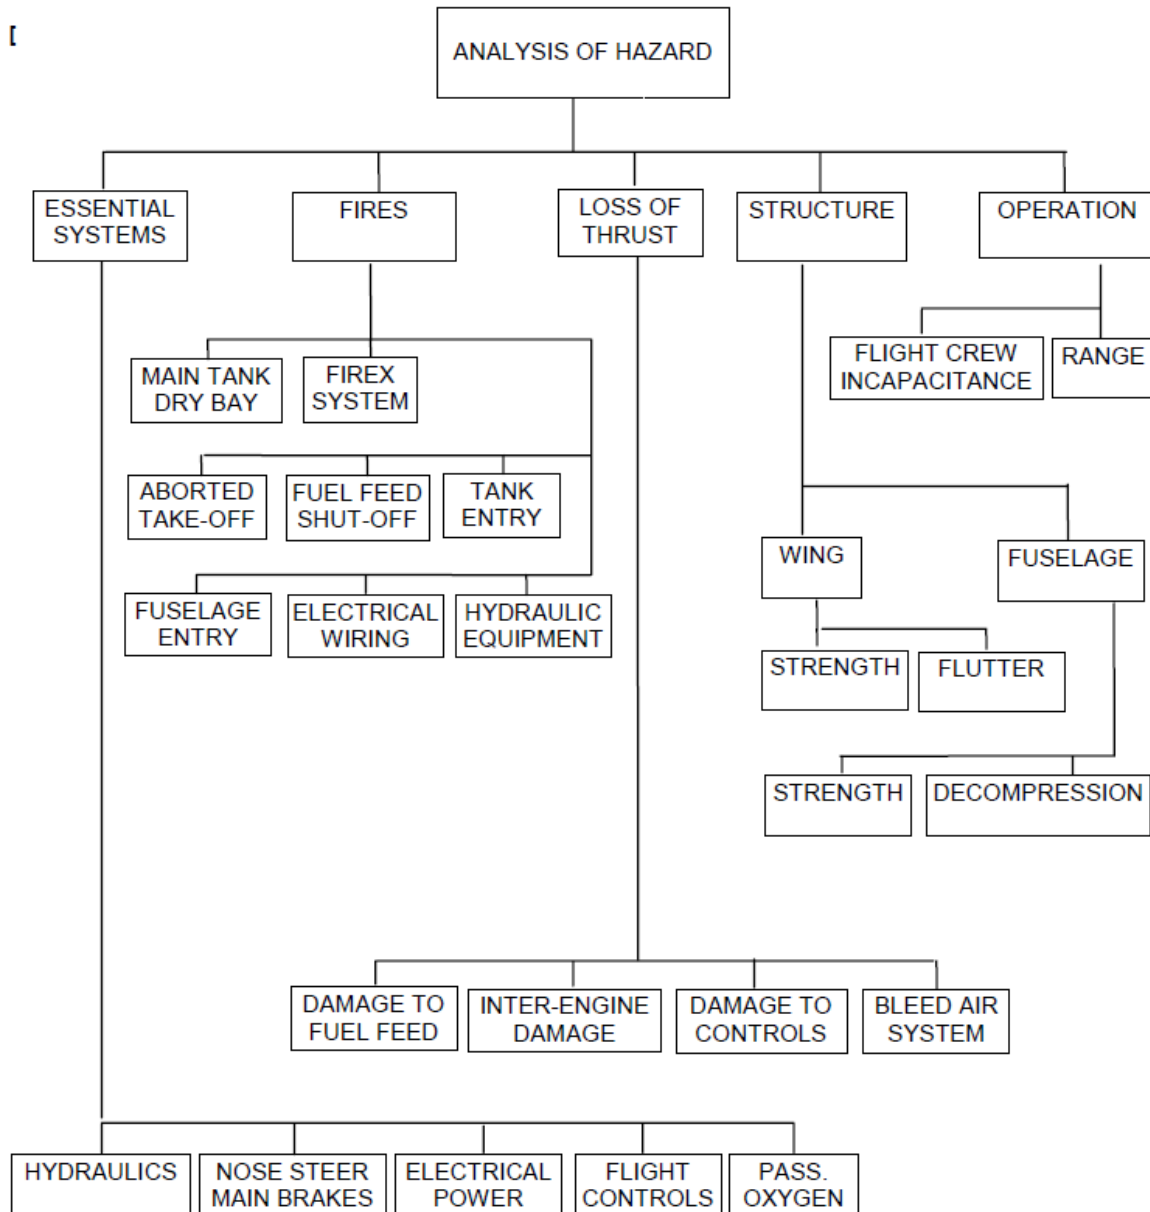 [
ANALYSIS OF HAZARD
ESSENTIAL
SYSTEMS
FIRES
LOSS OF
THRUST
STRUCTURE
OPERATION
MAIN TANK
DRY BAY
FIREX
SYSTEM
FLIGHT CREW
INCAPACITANCE
RANGE
ABORTED
TAKE-OFF
FUEL FEED
SHUT-OFF
TANK
ENTRY
WING
FUSELAGE
FUSELAGE
ENTRY
ELECTRICAL
WIRING
HYDRAULIC
EQUIPMENT
STRENGTH
FLUTTER
STRENGTH
DECOMPRESSION
DAMAGE TO
FUEL FEED
INTER-ENGINE
DAMAGE
DAMAGE TO
CONTROLS
BLEED AIR
SYSTEM
HYDRAULICS
NOSE STEER
MAIN BRAKES
ELECTRICAL
POWER
FLIGHT
CONTROLS
PASS.
OXYGEN